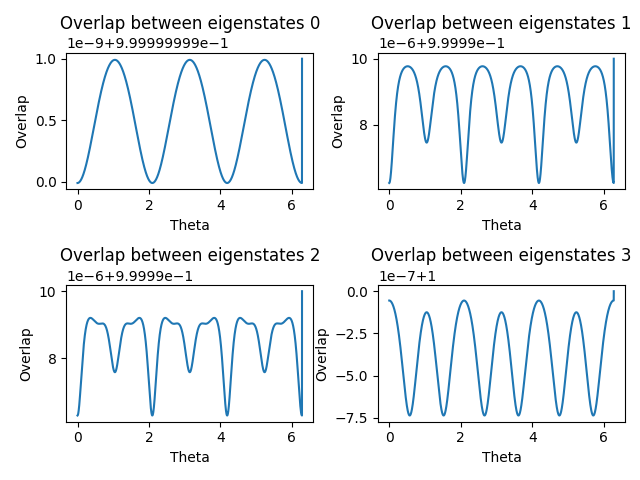 Overlap between eigenstates 0
1e-9+9.99999999e-1
1.0
0.5
0.0
Overlap
0 2 4 6
Theta
Overlap between eigenstates 1
1e-6+9.9999e-1
10
8
Overlap
0 2 4 6
Theta
Overlap between eigenstates 2
1e-6+9.9999e-1
10
8
Overlap
0 2 4 6
Theta
Overlap between eigenstates 3
1e-7+1
0.0
−2.5
−5.0
−7.5
Overlap
0 2 4 6
Theta